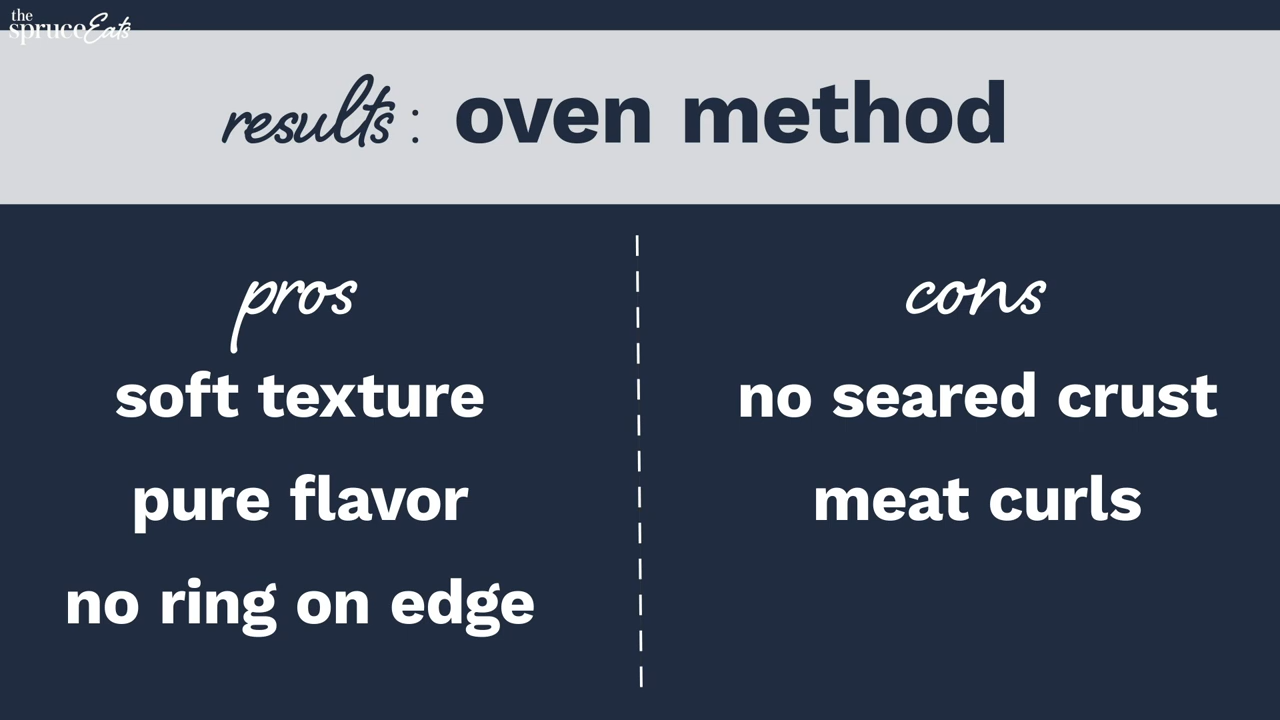 the
spruceEats
results: oven method
pros
soft texture
pure flavor
no ring on edge
cons
no seared crust
meat curls